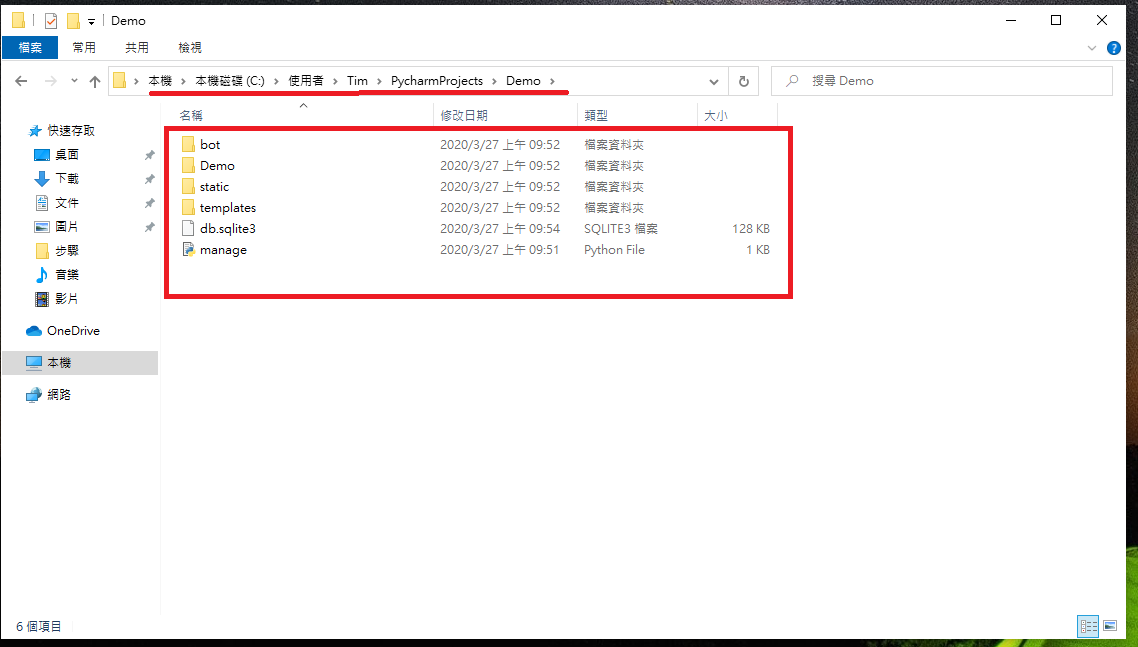 Demo
檔案 常用 共用 檢視
本機 本機磁碟 (C:) 使用者 Tim PycharmProjects Demo
搜尋 Demo
名稱 修改日期 類型 大小
快速存取
桌面
下載
文件
圖片
步驟
音樂
影片
OneDrive
本機
網路
bot 2020/3/27 上午 09:52 檔案資料夾
Demo 2020/3/27 上午 09:52 檔案資料夾
static 2020/3/27 上午 09:52 檔案資料夾
templates 2020/3/27 上午 09:52 檔案資料夾
db.sqlite3 2020/3/27 上午 09:54 SQLITE3 檔案 128 KB
manage 2020/3/27 上午 09:51 Python File 1 KB
6 個項目